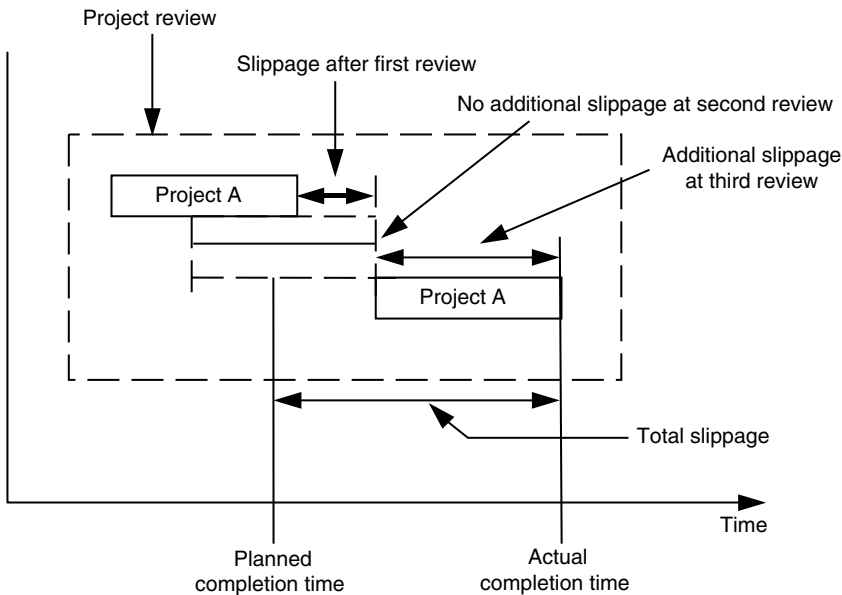 Project review
Slippage after first review
No additional slippage at second review
Additional slippage
at third review
Project A
Project A
Total slippage
Time
Planned
completion time
Actual
completion time